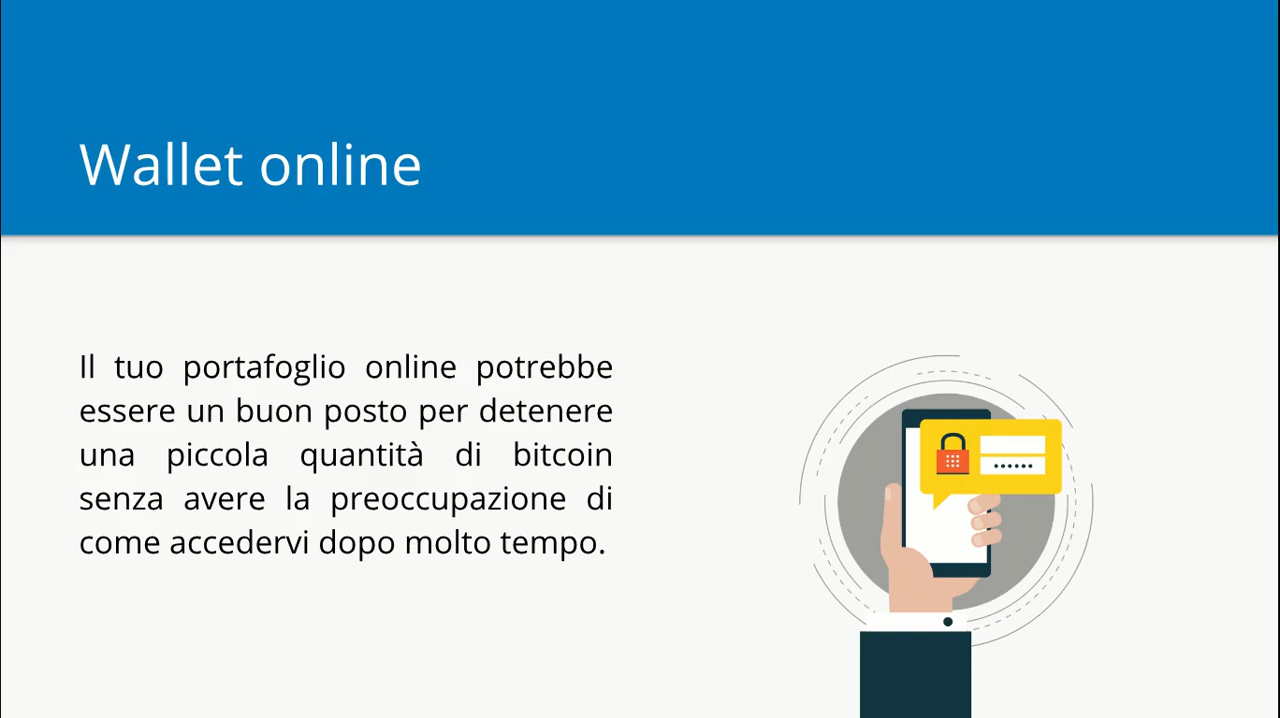 Wallet online
Il tuo portafoglio online potrebbe
essere un buon posto per detenere
una piccola quantità di bitcoin
senza avere la preoccupazione di
come accedervi dopo molto tempo.